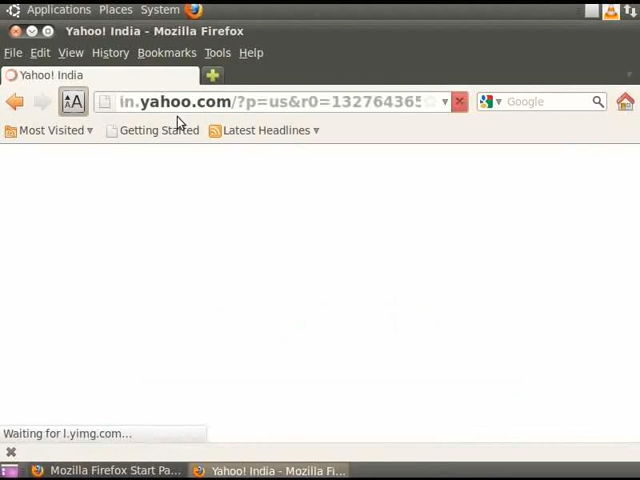 Applications Places System
Yahoo! India - Mozilla Firefox
File Edit View History Bookmarks Tools Help
Yahoo! India
AA in.yahoo.com/?p=us&r0=132764365 Google
Most Visited Getting Started Latest Headlines
Waiting for l.yimg.com...
Mozilla Firefox Start Pa... Yahoo! India - Mozilla Fi...